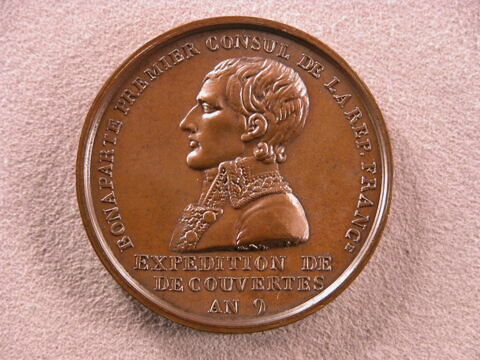 BONAPARTE PREMIER CONSUL DE LA REP. FRANCE
EXPEDITION DE
DECOUVERTES
AN 9